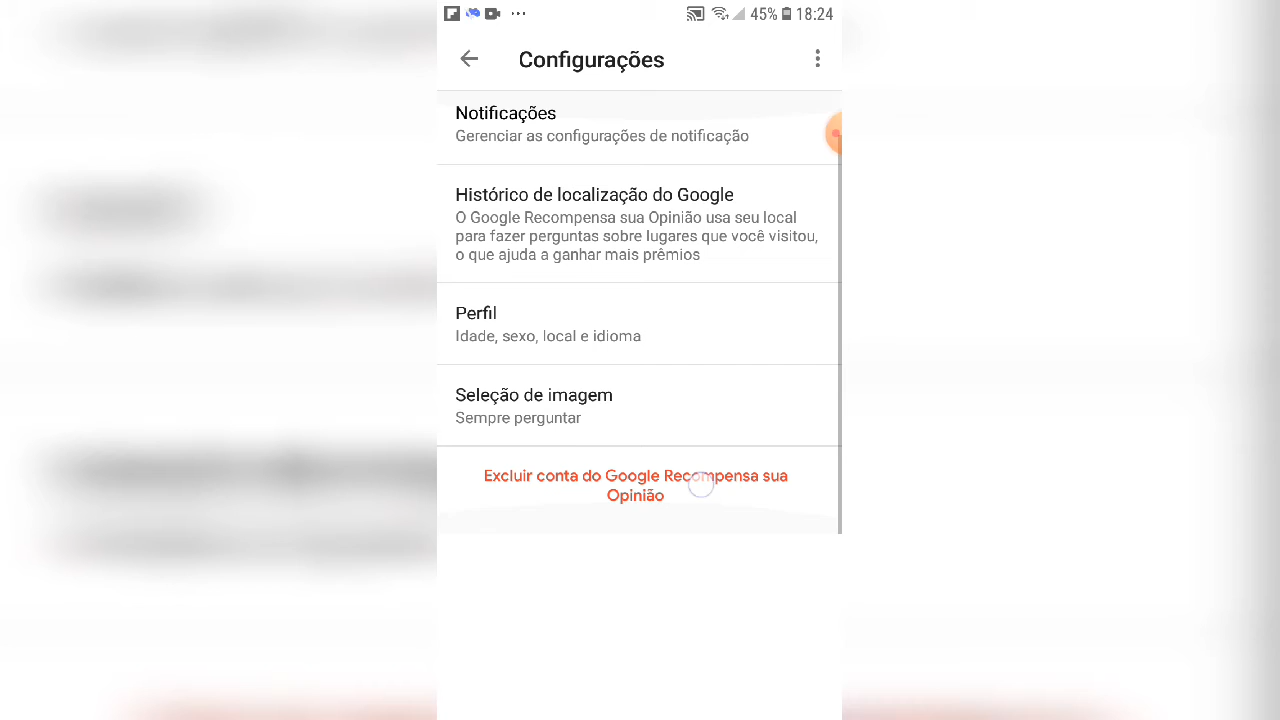 45% 18:24
Configurações
Notificações
Gerenciar as configurações de notificação
Histórico de localização do Google
O Google Recompensa sua Opinião usa seu local
para fazer perguntas sobre lugares que você visitou,
o que ajuda a ganhar mais prêmios
Perfil
Idade, sexo, local e idioma
Seleção de imagem
Sempre perguntar
Excluir conta do Google Recompensa sua
Opinião